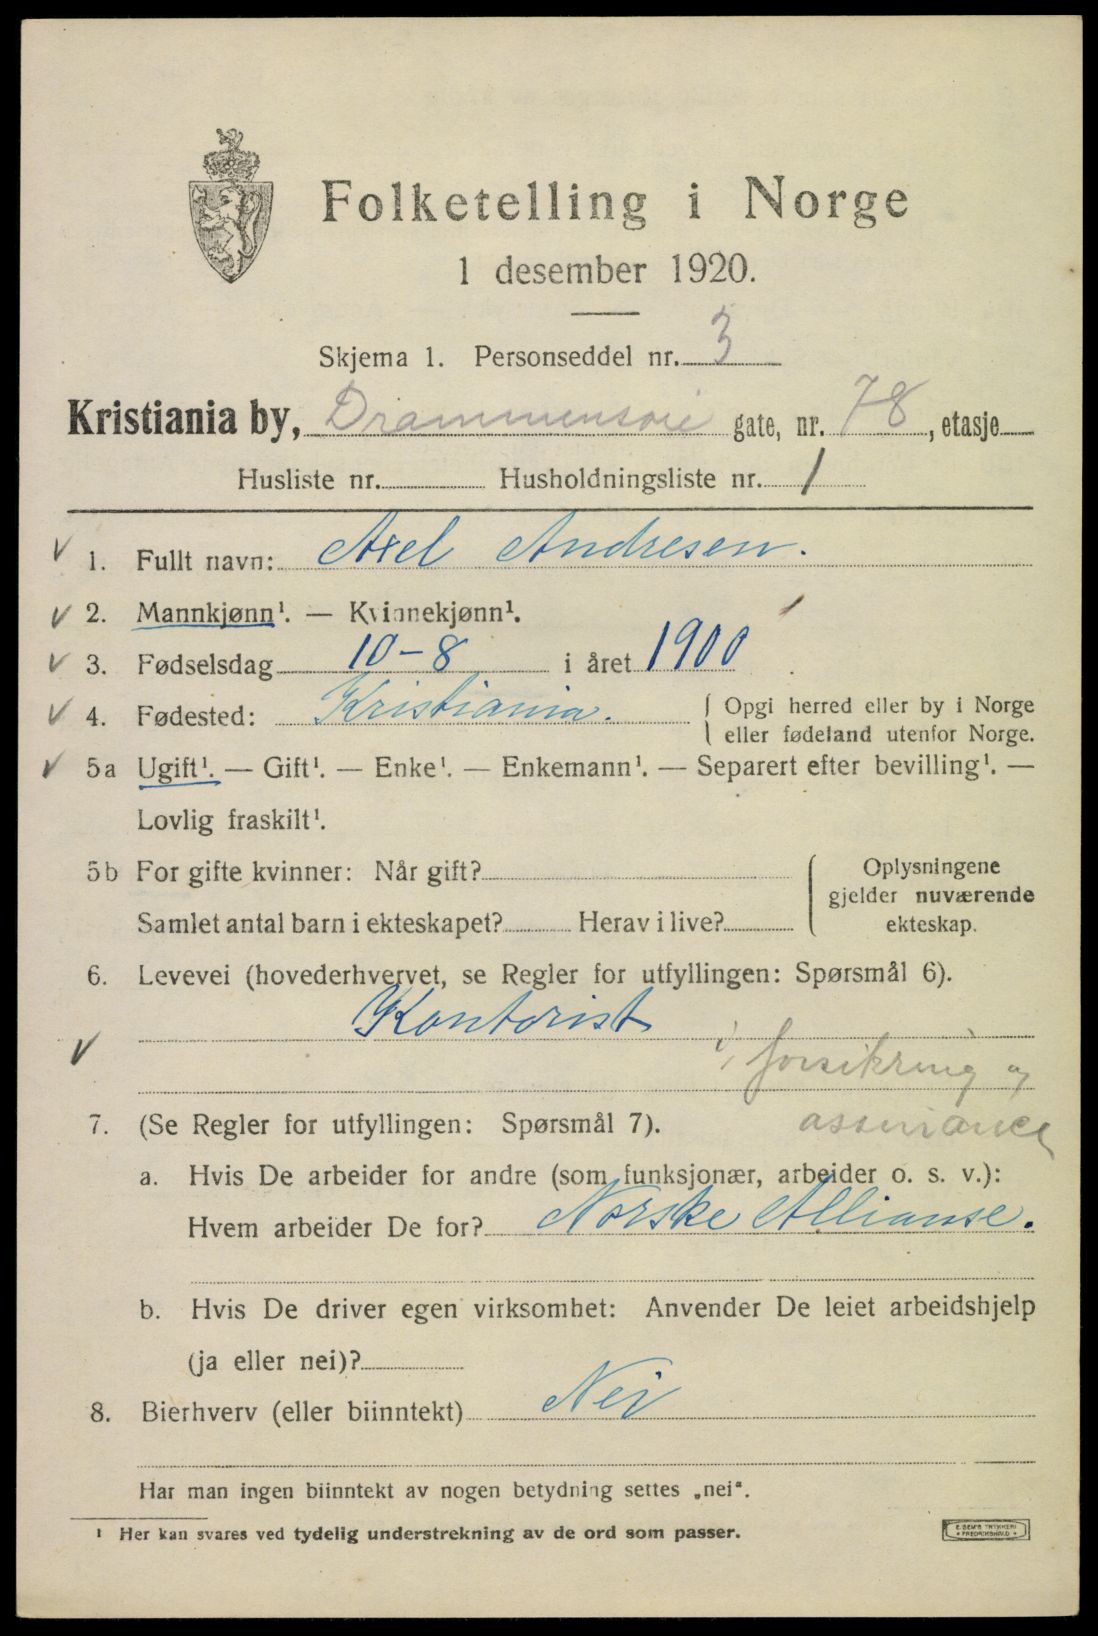 Folketelling i Norge
1 desember 1920.
Skjema 1. Personseddel nr. 3
Kristiania by, Drammensvie gate, nr. 78, etasje
Husliste nr. Husholdningsliste nr. 1
1. Fullt navn: Axel Andresen.
2. Mannkjønn¹. — Kvinnekjønn¹.
3. Fødselsdag 10-8 i året 1900
4. Fødested: Kristiania. Opgi herred eller by i Norge
eller fødeland utenfor Norge.
5a Ugift¹. — Gift¹. — Enke¹. — Enkemann¹. — Separert efter bevilling¹. —
Lovlig fraskilt¹.
5b For gifte kvinner: Når gift? Oplysningene
gjelder nuværende
Samlet antal barn i ekteskapet? Herav i live? ekteskap.
6. Levevei (hovederhvervet, se Regler for utfyllingen: Spørsmål 6).
Kontorist
i forsikring og
7. (Se Regler for utfyllingen: Spørsmål 7). assurance
a. Hvis De arbeider for andre (som funksjonær, arbeider o. s. v.):
Hvem arbeider De for? Norske Allianse.
b. Hvis De driver egen virksomhet: Anvender De leiet arbeidshjelp
(ja eller nei)?
8. Bierhverv (eller biinntekt) Nei
Har man ingen biinntekt av nogen betydning settes „nei".
¹ Her kan svares ved tydelig understrekning av de ord som passer.
E. SEM'S TRYKKERI
FREDRIKSHALD